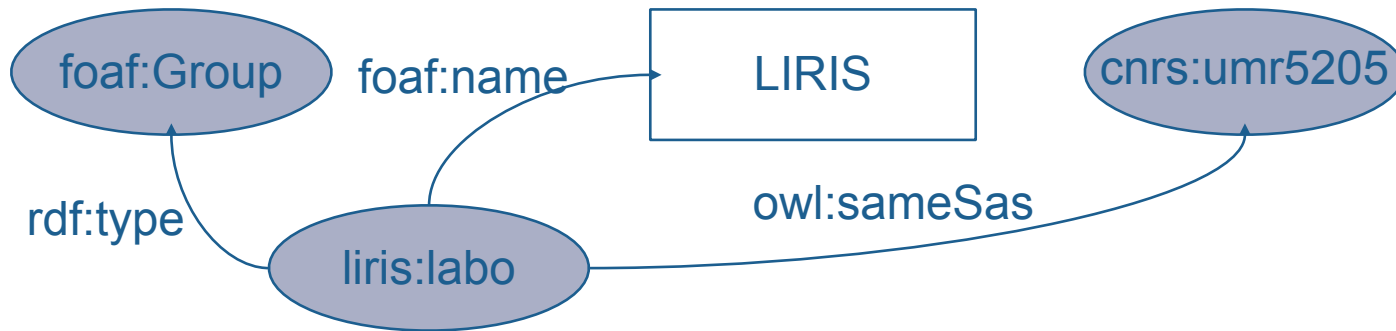 foaf:Group
foaf:name
LIRIS
cnrs:umr5205
rdf:type
owl:sameSas
liris:labo